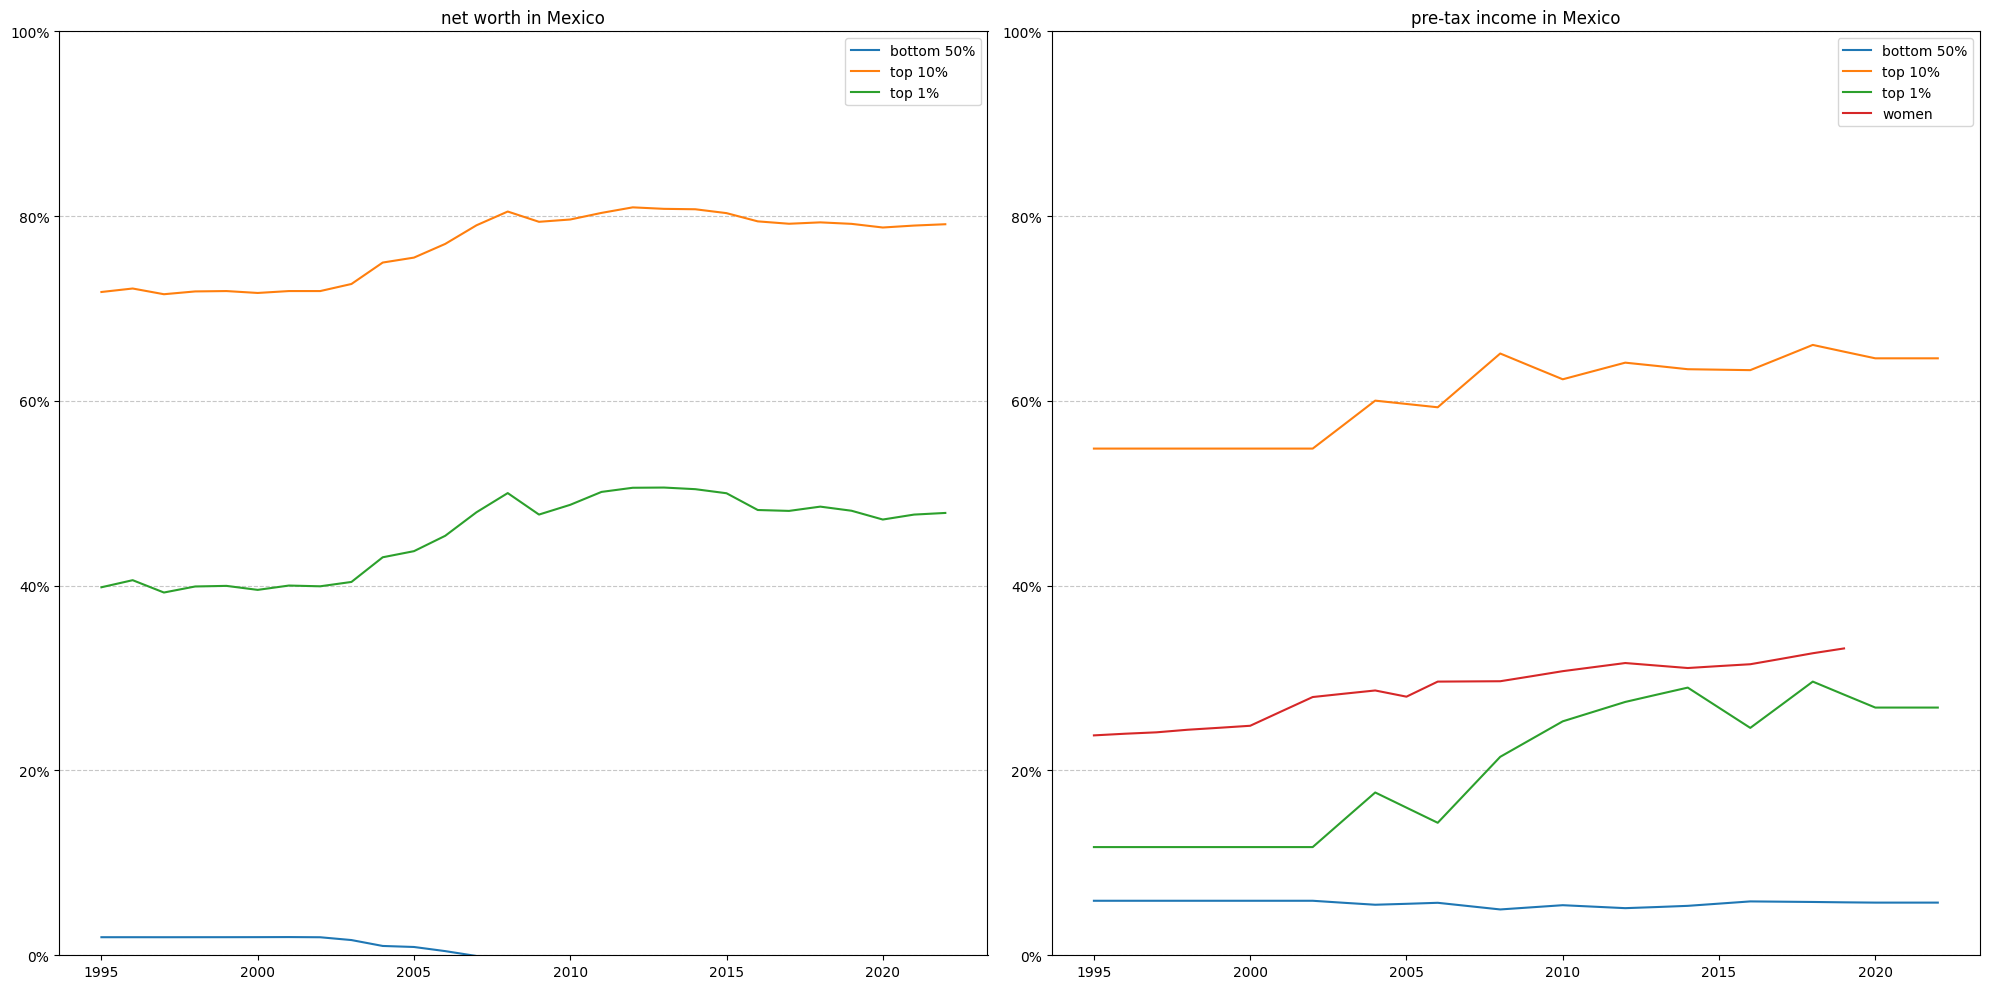 net worth in Mexico
100%
80%
60%
40%
20%
0%
1995 2000 2005 2010 2015 2020
bottom 50%
top 10%
top 1%
pre-tax income in Mexico
100%
80%
60%
40%
20%
0%
1995 2000 2005 2010 2015 2020
bottom 50%
top 10%
top 1%
women